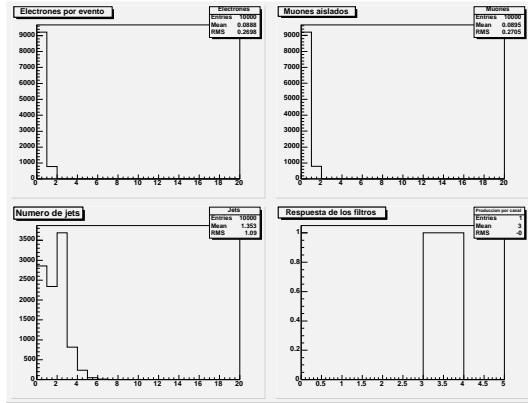 Electrones por evento
Electrones
Entries 10000
Mean 0.0888
RMS 0.2698
9000
8000
7000
6000
5000
4000
3000
2000
1000
0
0 2 4 6 8 10 12 14 16 18 20
Muones aislados
Muones
Entries 10000
Mean 0.0895
RMS 0.2705
9000
8000
7000
6000
5000
4000
3000
2000
1000
0
0 2 4 6 8 10 12 14 16 18 20
Numero de jets
Jets
Entries 10000
Mean 1.353
RMS 1.09
3500
3000
2500
2000
1500
1000
500
0
0 2 4 6 8 10 12 14 16 18 20
Respuesta de los filtros
Produccion por canal
Entries 1
Mean 3
RMS -0
1
0.8
0.6
0.4
0.2
0
0 0.5 1 1.5 2 2.5 3 3.5 4 4.5 5